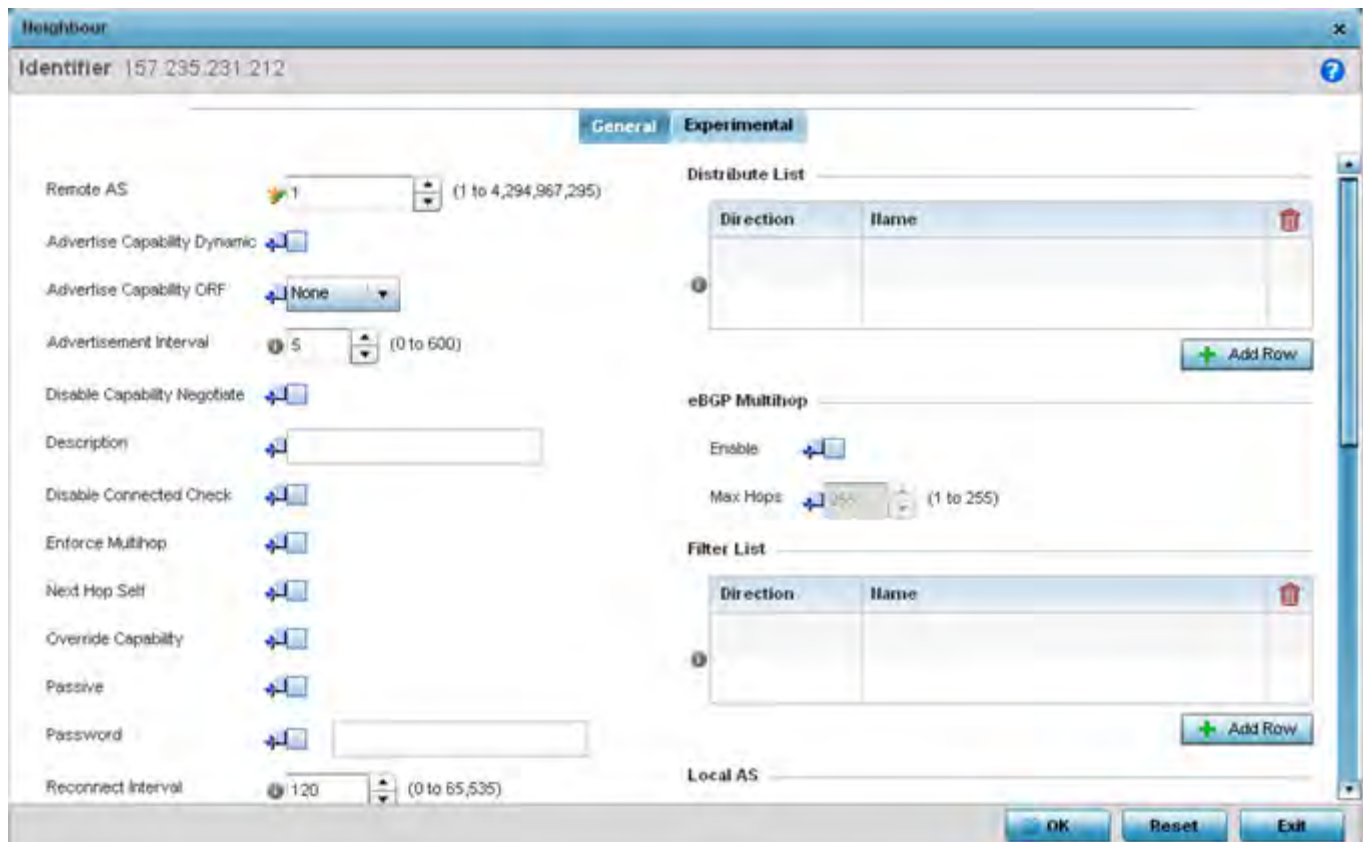 Neighbour
Identifier 157.235.231.212
General Experimental
Remote AS 1 (1 to 4,294,967,295)
Advertise Capability Dynamic
Advertise Capability ORF None
Advertisement Interval 5 (0 to 600)
Disable Capability Negotiate
Description
Disable Connected Check
Enforce Multihop
Next Hop Self
Override Capability
Passive
Password
Reconnect Interval 120 (0 to 65,535)
Distribute List
Direction Name
Add Row
eBGP Multihop
Enable
Max Hops 255 (1 to 255)
Filter List
Direction Name
Add Row
Local AS
OK Reset Exit